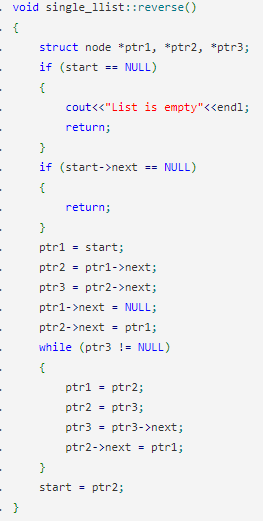 void single_llist::reverse()
{
    struct node *ptr1, *ptr2, *ptr3;
    if (start == NULL)
    {
        cout<<"List is empty"<<endl;
        return;
    }
    if (start->next == NULL)
    {
        return;
    }
    ptr1 = start;
    ptr2 = ptr1->next;
    ptr3 = ptr2->next;
    ptr1->next = NULL;
    ptr2->next = ptr1;
    while (ptr3 != NULL)
    {
        ptr1 = ptr2;
        ptr2 = ptr3;
        ptr3 = ptr3->next;
        ptr2->next = ptr1;
    }
    start = ptr2;
}